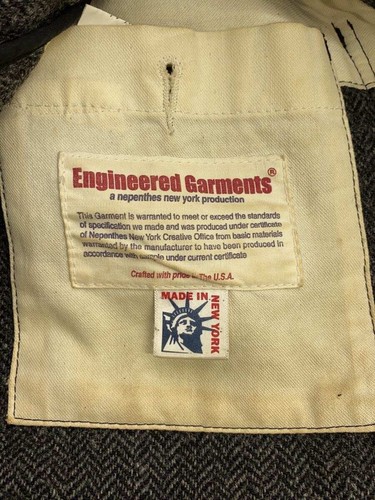 Engineered Garments®
a nepenthes new york production
This Garment is warranted to meet or exceed the standards
of specification we made and was produced under certificate
of Nepenthes New York Creative Office from basic materials
warranted by the manufacturer to have been produced in
accordance with sample under current certificate
Crafted with pride in The U.S.A.
MADE IN
NEW YORK